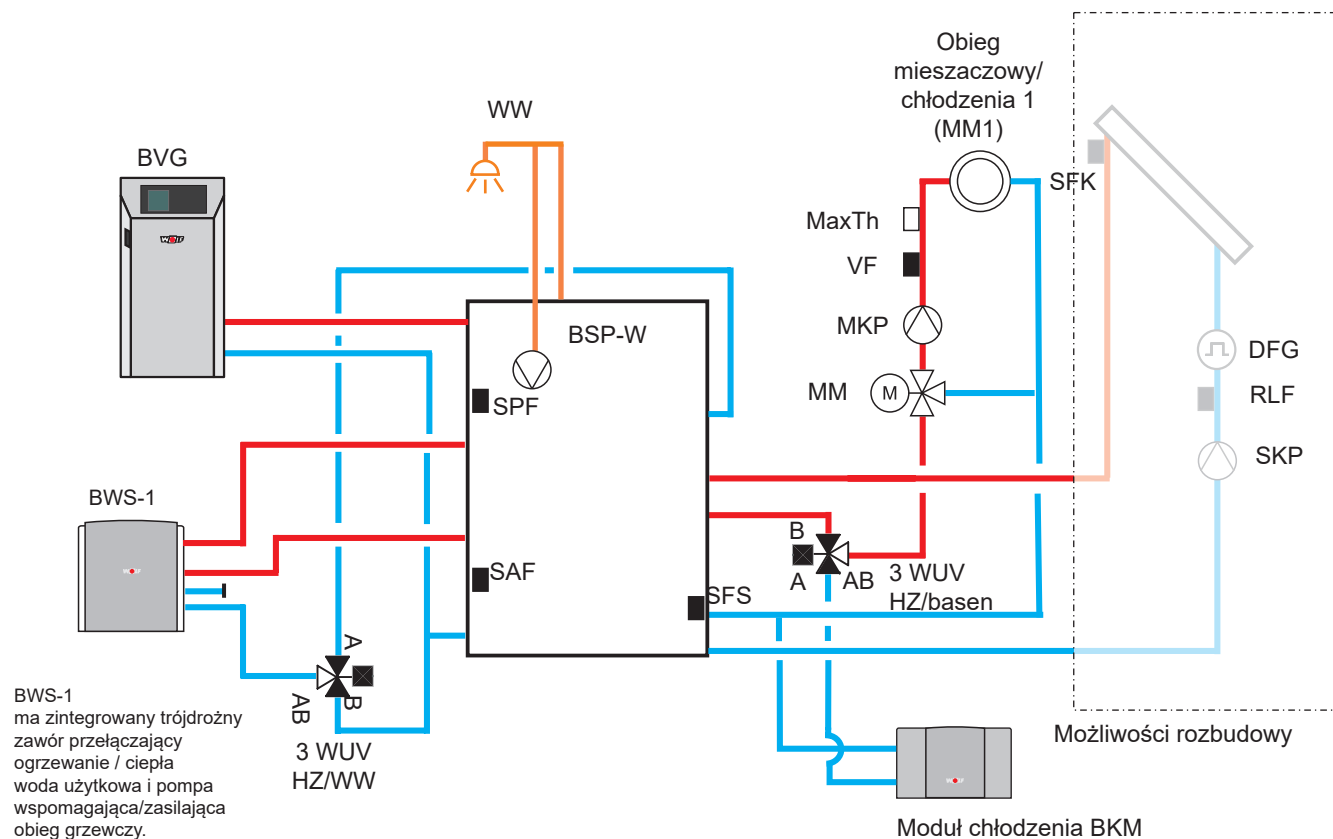 Obieg
mieszaczowy/
chłodzenia 1
(MM1)
WW
BVG
WOLF
SFK
MaxTh
VF
MKP
BSP-W
DFG
MM
M
RLF
SPF
SKP
BWS-1
B
A
AB
3 WUV
HZ/basen
SAF
SFS
A
B
AB
3 WUV
HZ/WW
BWS-1
ma zintegrowany trójdrożny
zawór przełączający
ogrzewanie / ciepła
woda użytkowa i pompa
wspomagająca/zasilająca
obieg grzewczy.
Możliwości rozbudowy
Moduł chłodzenia BKM